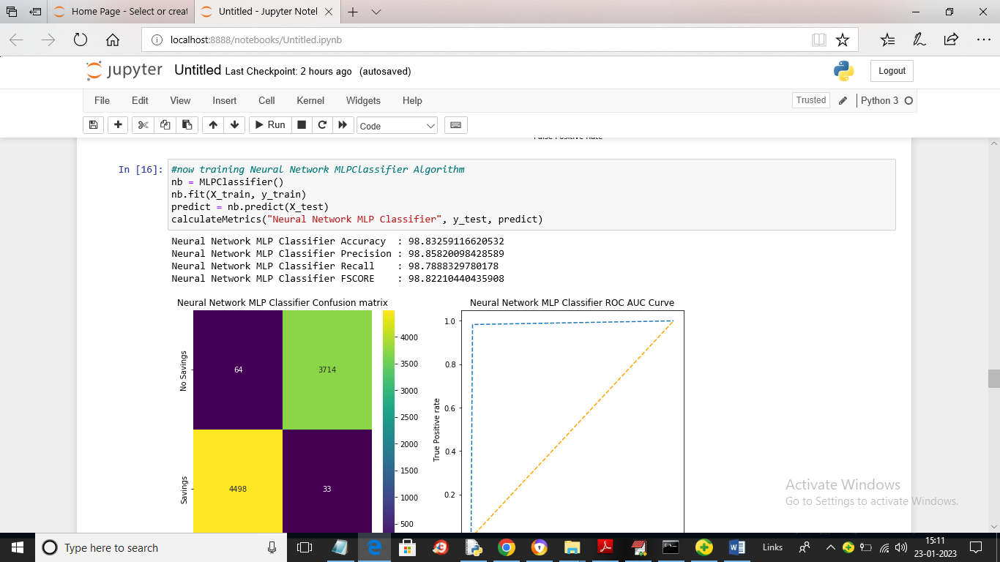 Home Page - Select or creat
Untitled - Jupyter Notel
localhost:8888/notebooks/Untitled.ipynb
jupyter Untitled Last Checkpoint: 2 hours ago (autosaved)
Logout
File Edit View Insert Cell Kernel Widgets Help
Trusted Python 3
Run Code
False Positive Rate
In [16]: #now training Neural Network MLPClassifier Algorithm
nb = MLPClassifier()
nb.fit(X_train, y_train)
predict = nb.predict(X_test)
calculateMetrics("Neural Network MLP Classifier", y_test, predict)
Neural Network MLP Classifier Accuracy  : 98.83259116620532
Neural Network MLP Classifier Precision : 98.85820098428589
Neural Network MLP Classifier Recall    : 98.7888329780178
Neural Network MLP Classifier FSCORE    : 98.82210440435908
Neural Network MLP Classifier Confusion matrix
No Savings
64 3714
Savings
4498 33
4000
3500
3000
2500
2000
1500
1000
500
Neural Network MLP Classifier ROC AUC Curve
True Positive rate
1.0
0.8
0.6
0.4
0.2
Activate Windows
Go to Settings to activate Windows.
Type here to search
Links
15:11
23-01-2023